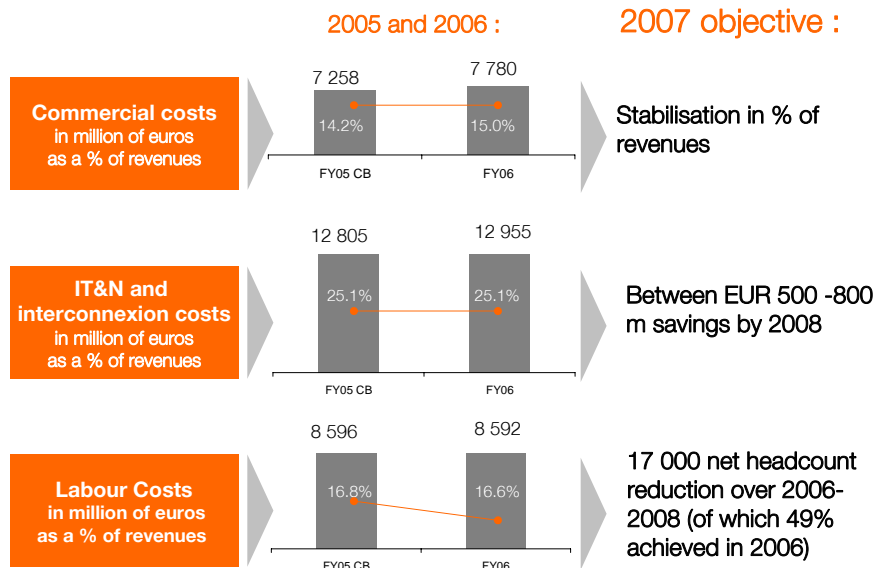 2005 and 2006 :
2007 objective :
Commercial costs
in million of euros
as a % of revenues
7 258
7 780
14.2%
15.0%
FY05 CB
FY06
Stabilisation in % of
revenues
IT&N and
interconnexion costs
in million of euros
as a % of revenues
12 805
12 955
25.1%
25.1%
FY05 CB
FY06
Between EUR 500 -800
m savings by 2008
Labour Costs
in million of euros
as a % of revenues
8 596
8 592
16.8%
16.6%
FY05 CB
FY06
17 000 net headcount
reduction over 2006-
2008 (of which 49%
achieved in 2006)